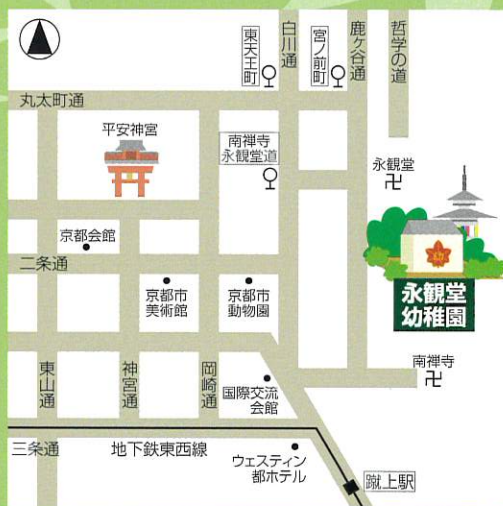 東天王町
白川通
宮ノ前町
鹿ケ谷通
哲学の道
丸太町通
平安神宮
南禅寺
永観堂道
永観堂
卍
京都会館
二条通
京都市
美術館
京都市
動物園
永観堂
幼稚園
南禅寺
卍
東山通
神宮通
岡崎通
国際交流
会館
三条通
地下鉄東西線
ウェスティン
都ホテル
蹴上駅